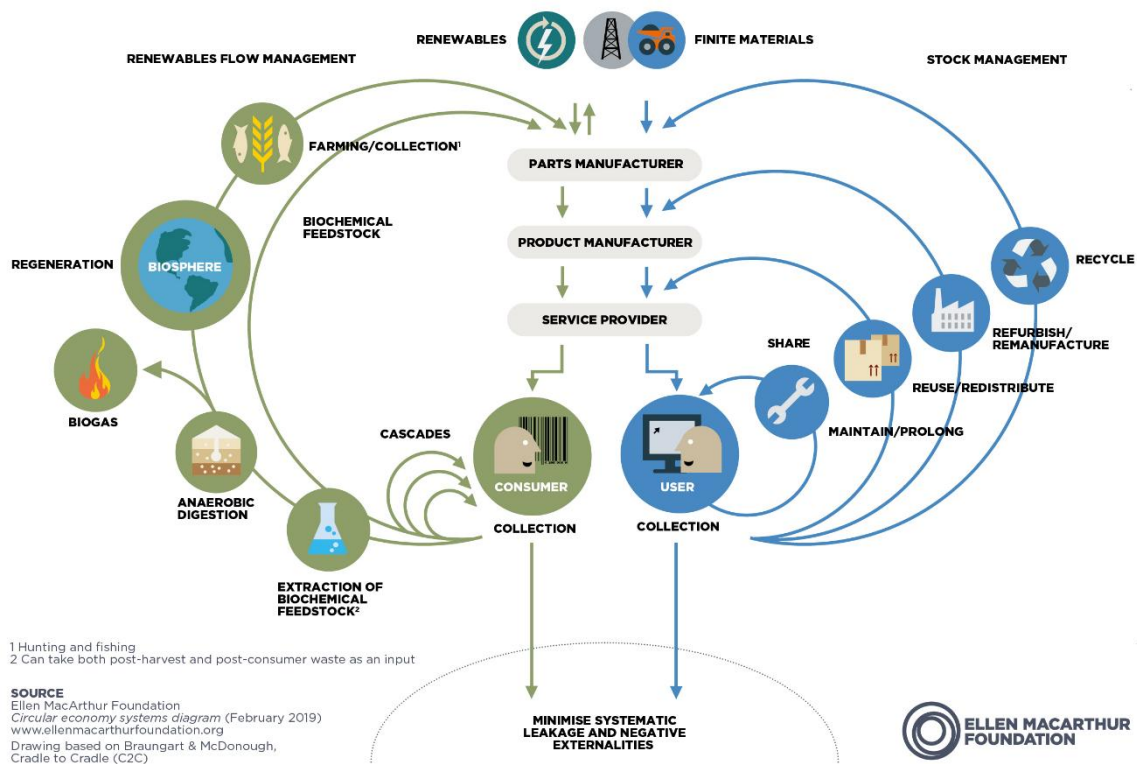 RENEWABLES
FINITE MATERIALS
RENEWABLES FLOW MANAGEMENT
STOCK MANAGEMENT
FARMING/COLLECTION¹
PARTS MANUFACTURER
BIOCHEMICAL
FEEDSTOCK
PRODUCT MANUFACTURER
REGENERATION
BIOSPHERE
RECYCLE
SERVICE PROVIDER
SHARE
REFURBISH/
REMANUFACTURE
REUSE/REDISTRIBUTE
BIOGAS
CASCADES
MAINTAIN/PROLONG
CONSUMER
USER
ANAEROBIC
DIGESTION
COLLECTION
COLLECTION
EXTRACTION OF
BIOCHEMICAL
FEEDSTOCK²
1 Hunting and fishing
2 Can take both post-harvest and post-consumer waste as an input
SOURCE
Ellen MacArthur Foundation
Circular economy systems diagram (February 2019)
www.ellenmacarthurfoundation.org
Drawing based on Braungart & McDonough,
Cradle to Cradle (C2C)
MINIMISE SYSTEMATIC
LEAKAGE AND NEGATIVE
EXTERNALITIES
ELLEN MACARTHUR
FOUNDATION